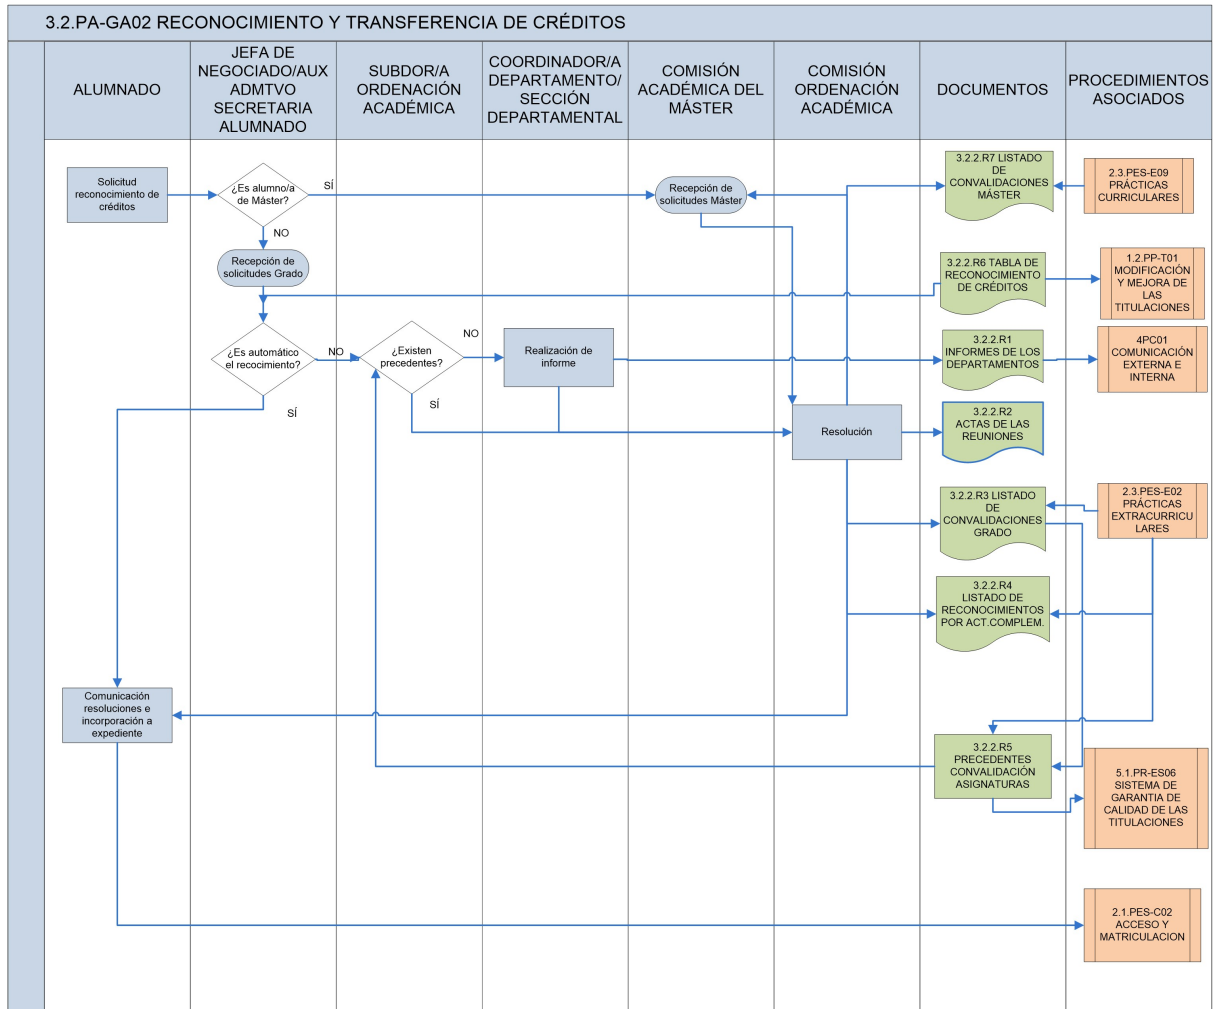 3.2.PA-GA02 RECONOCIMIENTO Y TRANSFERENCIA DE CRÉDITOS
ALUMNADO
JEFA DE
NEGOCIADO/AUX
ADMTVO
SECRETARIA
ALUMNADO
SUBDOR/A
ORDENACIÓN
ACADÉMICA
COORDINADOR/A
DEPARTAMENTO/
SECCIÓN
DEPARTAMENTAL
COMISIÓN
ACADÉMICA DEL
MÁSTER
COMISIÓN
ORDENACIÓN
ACADÉMICA
DOCUMENTOS
PROCEDIMIENTOS
ASOCIADOS
Solicitud
reconocimiento de
créditos
¿Es alumno/a
de Máster?
SÍ
NO
Recepción de
solicitudes Máster
3.2.2.R7 LISTADO
DE
CONVALIDACIONES
MÁSTER
2.3.PES-E09
PRÁCTICAS
CURRICULARES
Recepción de
solicitudes Grado
3.2.2.R6 TABLA DE
RECONOCIMIENTO
DE CRÉDITOS
1.2.PP-T01
MODIFICACIÓN
Y MEJORA DE
LAS
TITULACIONES
¿Es automático
el recocimiento?
NO
SÍ
¿Existen
precedentes?
NO
SÍ
Realización de
informe
3.2.2.R1
INFORMES DE LOS
DEPARTAMENTOS
4PC01
COMUNICACIÓN
EXTERNA E
INTERNA
Resolución
3.2.2.R2
ACTAS DE LAS
REUNIONES
3.2.2.R3 LISTADO
DE
CONVALIDACIONES
GRADO
2.3.PES-E02
PRÁCTICAS
EXTRACURRICU
LARES
3.2.2.R4
LISTADO DE
RECONOCIMIENTOS
POR ACT.COMPLEM.
Comunicación
resoluciones e
incorporación a
expediente
3.2.2.R5
PRECEDENTES
CONVALIDACIÓN
ASIGNATURAS
5.1.PR-ES06
SISTEMA DE
GARANTIA DE
CALIDAD DE LAS
TITULACIONES
2.1.PES-C02
ACCESO Y
MATRICULACION